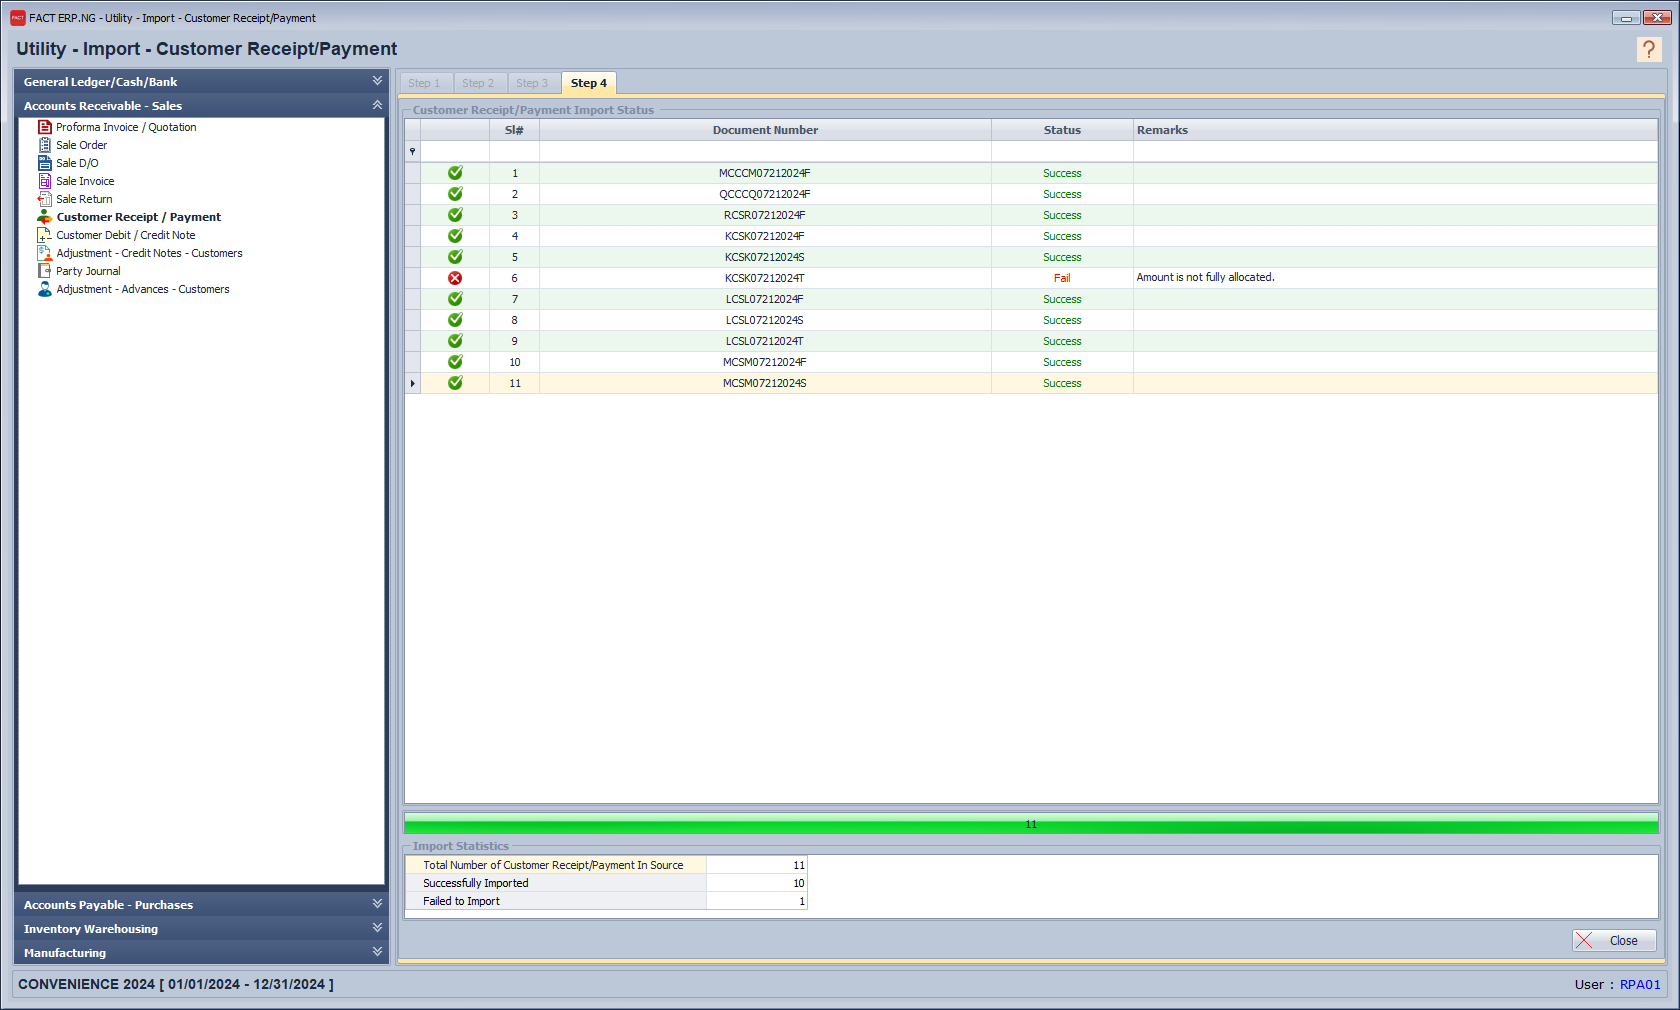 FACT ERP.NG - Utility - Import - Customer Receipt/Payment
Utility - Import - Customer Receipt/Payment
?
General Ledger/Cash/Bank
Accounts Receivable - Sales
Proforma Invoice / Quotation
Sale Order
Sale D/O
Sale Invoice
Sale Return
Customer Receipt / Payment
Customer Debit / Credit Note
Adjustment - Credit Notes - Customers
Party Journal
Adjustment - Advances - Customers
Accounts Payable - Purchases
Inventory Warehousing
Manufacturing
Step 1 Step 2 Step 3 Step 4
Customer Receipt/Payment Import Status
Sl# Document Number Status Remarks
1 MCCCM07212024F Success
2 QCCCQ07212024F Success
3 RCSR07212024F Success
4 KCSK07212024F Success
5 KCSK07212024S Success
6 KCSK07212024T Fail Amount is not fully allocated.
7 LCSL07212024F Success
8 LCSL07212024S Success
9 LCSL07212024T Success
10 MCSM07212024F Success
11 MCSM07212024S Success
11
Import Statistics
Total Number of Customer Receipt/Payment In Source 11
Successfully Imported 10
Failed to Import 1
Close
CONVENIENCE 2024 [ 01/01/2024 - 12/31/2024 ]
User : RPA01